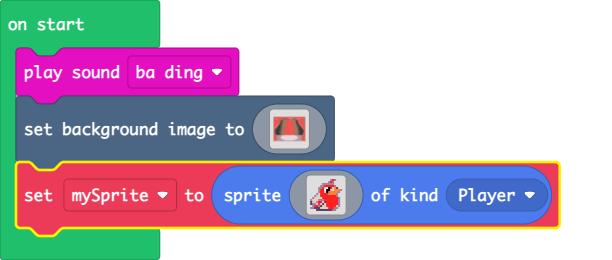 on start
play sound ba ding
set background image to
set mySprite to sprite of kind Player